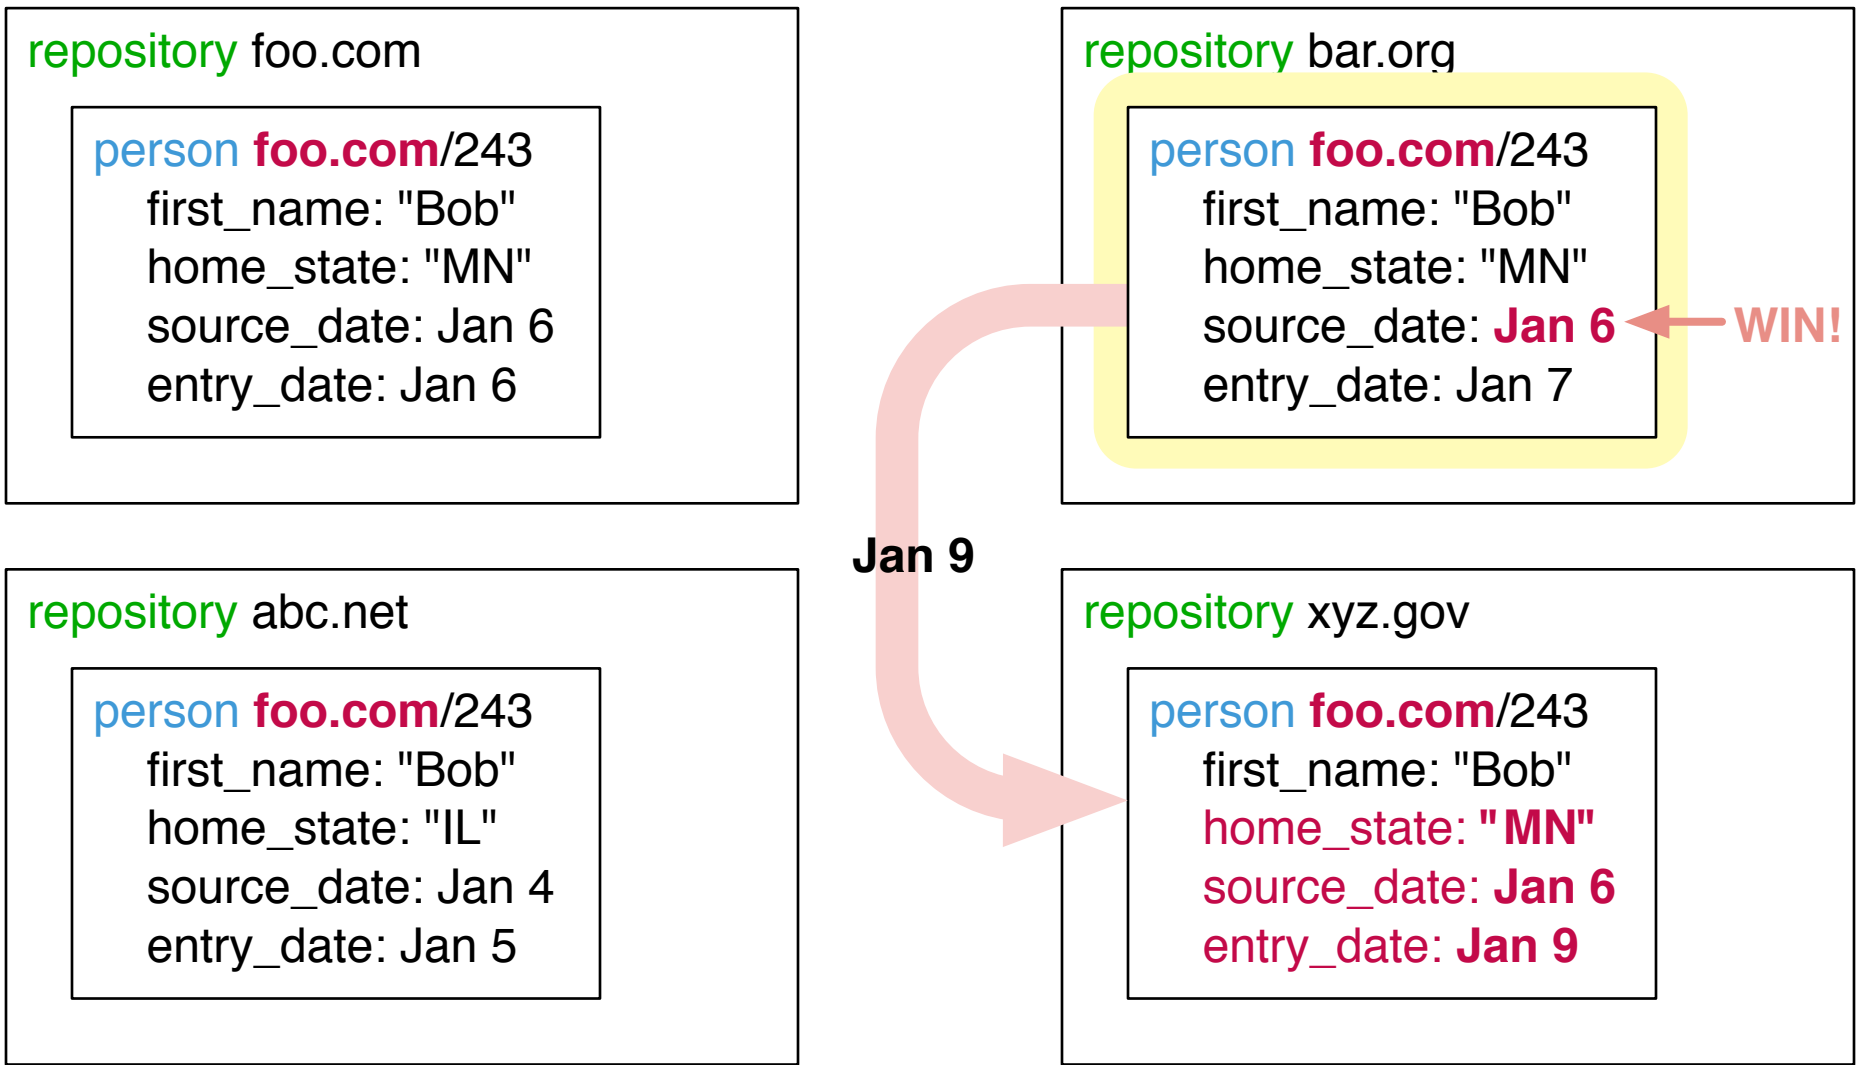 repository foo.com
person foo.com/243
first_name: "Bob"
home_state: "MN"
source_date: Jan 6
entry_date: Jan 6
repository bar.org
person foo.com/243
first_name: "Bob"
home_state: "MN"
source_date: Jan 6
WIN!
entry_date: Jan 7
Jan 9
repository abc.net
person foo.com/243
first_name: "Bob"
home_state: "IL"
source_date: Jan 4
entry_date: Jan 5
repository xyz.gov
person foo.com/243
first_name: "Bob"
home_state: "MN"
source_date: Jan 6
entry_date: Jan 9